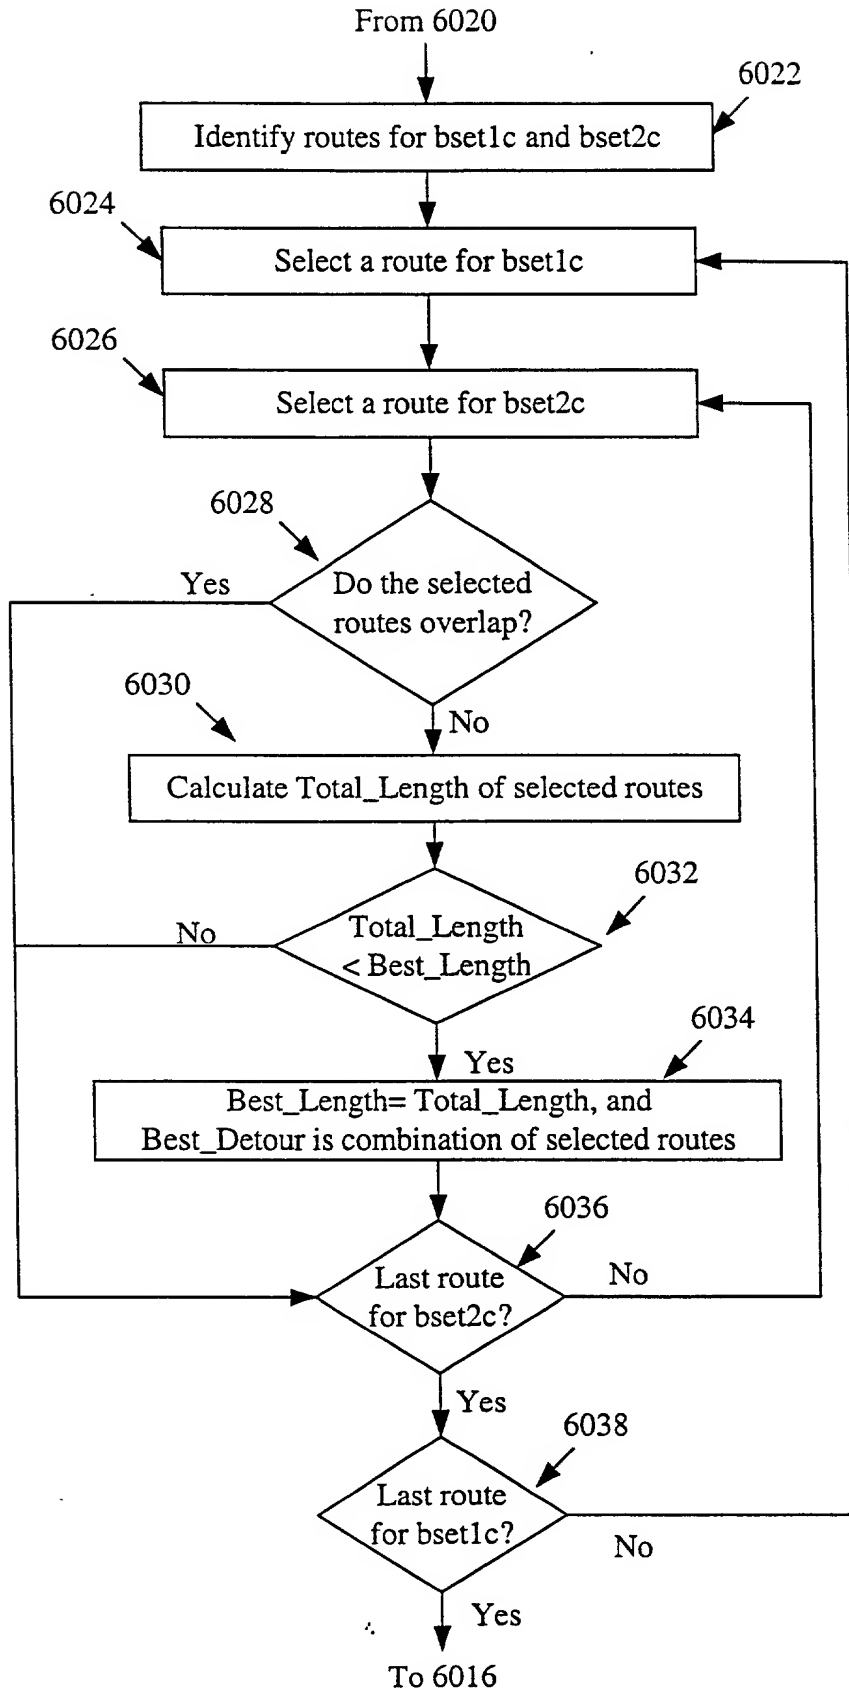 From 6020
6022
Identify routes for bset1c and bset2c
6024
Select a route for bset1c
6026
Select a route for bset2c
6028
Yes
Do the selected
routes overlap?
6030
No
Calculate Total_Length of selected routes
6032
No
Total_Length
< Best_Length
6034
Yes
Best_Length= Total_Length, and
Best_Detour is combination of selected routes
6036
Last route
for bset2c?
No
Yes
6038
Last route
for bset1c?
No
Yes
To 6016